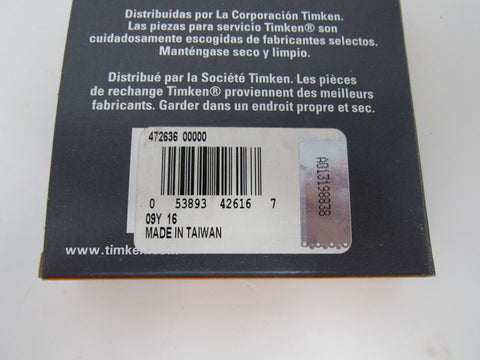 Distribuidas por La Corporación Timken.
Las piezas para servicio Timken® son
cuidadosamente escogidas de fabricantes selectos.
Manténgase seco y limpio.
Distribué par la Société Timken. Les pièces
de rechange Timken® proviennent des meilleurs
fabricants. Garder dans un endroit propre et sec.
472636 00000
0 53893 42616 7
09Y 16
MADE IN TAIWAN
A013198838
www.timken.com